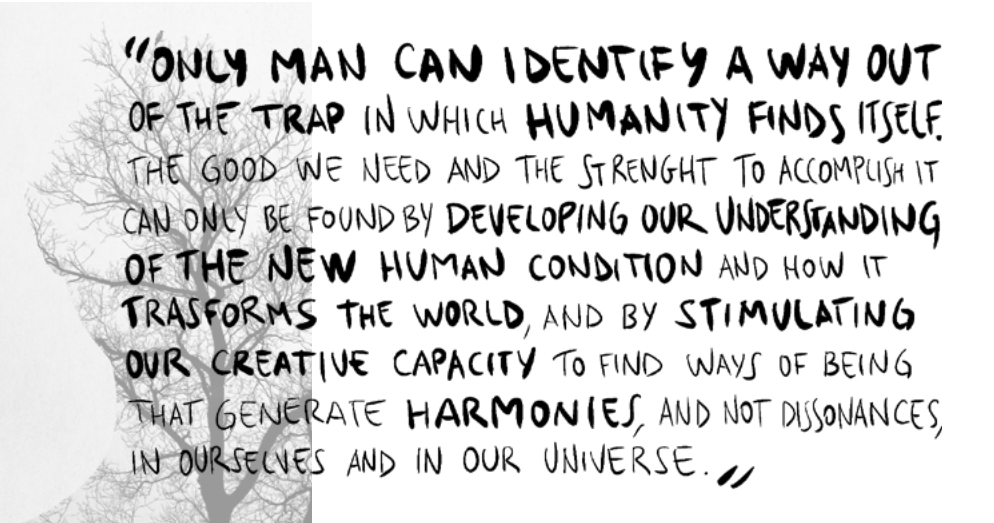 "ONLY MAN CAN IDENTIFY A WAY OUT
OF THE TRAP IN WHICH HUMANITY FINDS ITSELF.
THE GOOD WE NEED AND THE STRENGHT TO ACCOMPLISH IT
CAN ONLY BE FOUND BY DEVELOPING OUR UNDERSTANDING
OF THE NEW HUMAN CONDITION AND HOW IT
TRASFORMS THE WORLD, AND BY STIMULATING
OUR CREATIVE CAPACITY TO FIND WAYS OF BEING
THAT GENERATE HARMONIES, AND NOT DISSONANCES,
IN OURSELVES AND IN OUR UNIVERSE."